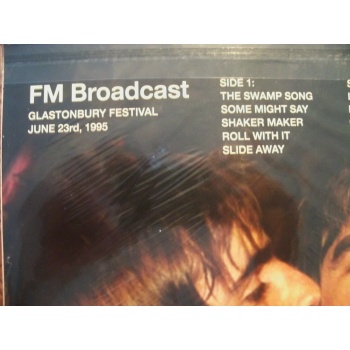 FM Broadcast
GLASTONBURY FESTIVAL
JUNE 23rd, 1995
SIDE 1:
THE SWAMP SONG
SOME MIGHT SAY
SHAKER MAKER
ROLL WITH IT
SLIDE AWAY